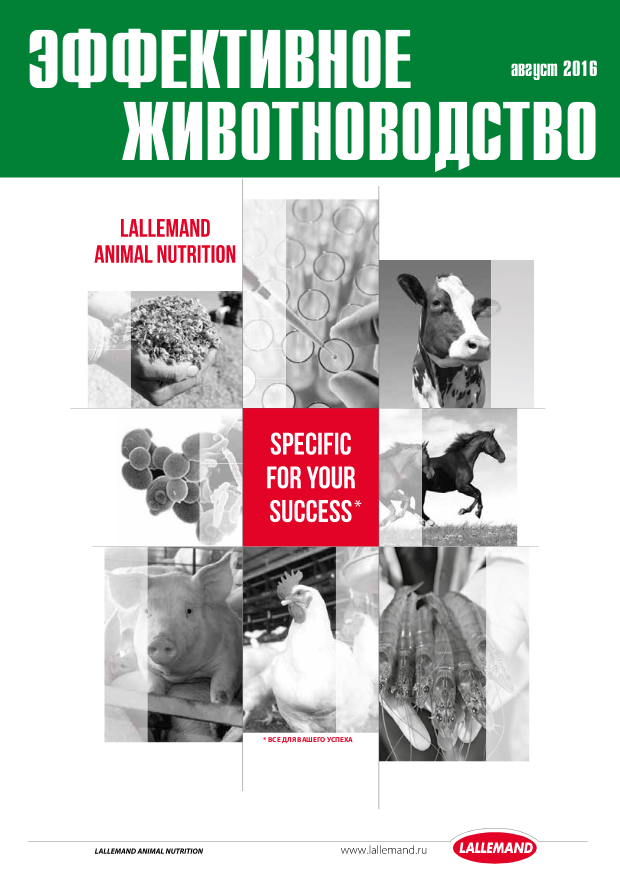 ЭФФЕКТИВНОЕ
август 2016
ЖИВОТНОВОДСТВО
LALLEMAND
ANIMAL NUTRITION
SPECIFIC
FOR YOUR
SUCCESS*
* ВСЕ ДЛЯ ВАШЕГО УСПЕХА
LALLEMAND ANIMAL NUTRITION
www.lallemand.ru
LALLEMAND